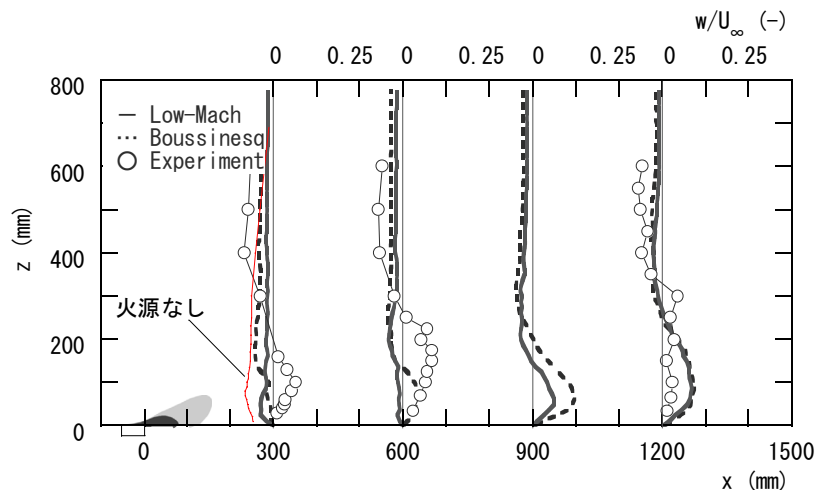 w/U∞ (-)
0 0.25 0 0.25 0 0.25 0 0.25
800
600
400
200
0
z (mm)
Low-Mach
Boussinesq
Experiment
火源なし
0 300 600 900 1200 1500
x (mm)